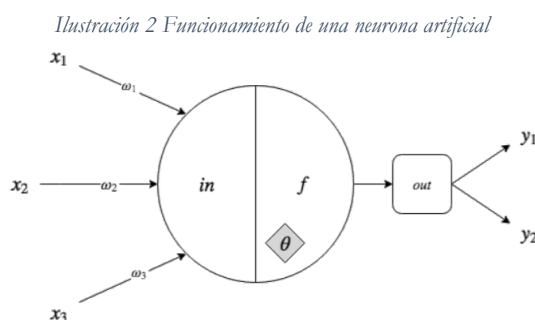 Ilustración 2 Funcionamiento de una neurona artificial
x₁
ω₁
x₂
ω₂
in
f
out
y₁
y₂
θ
ω₃
x₃